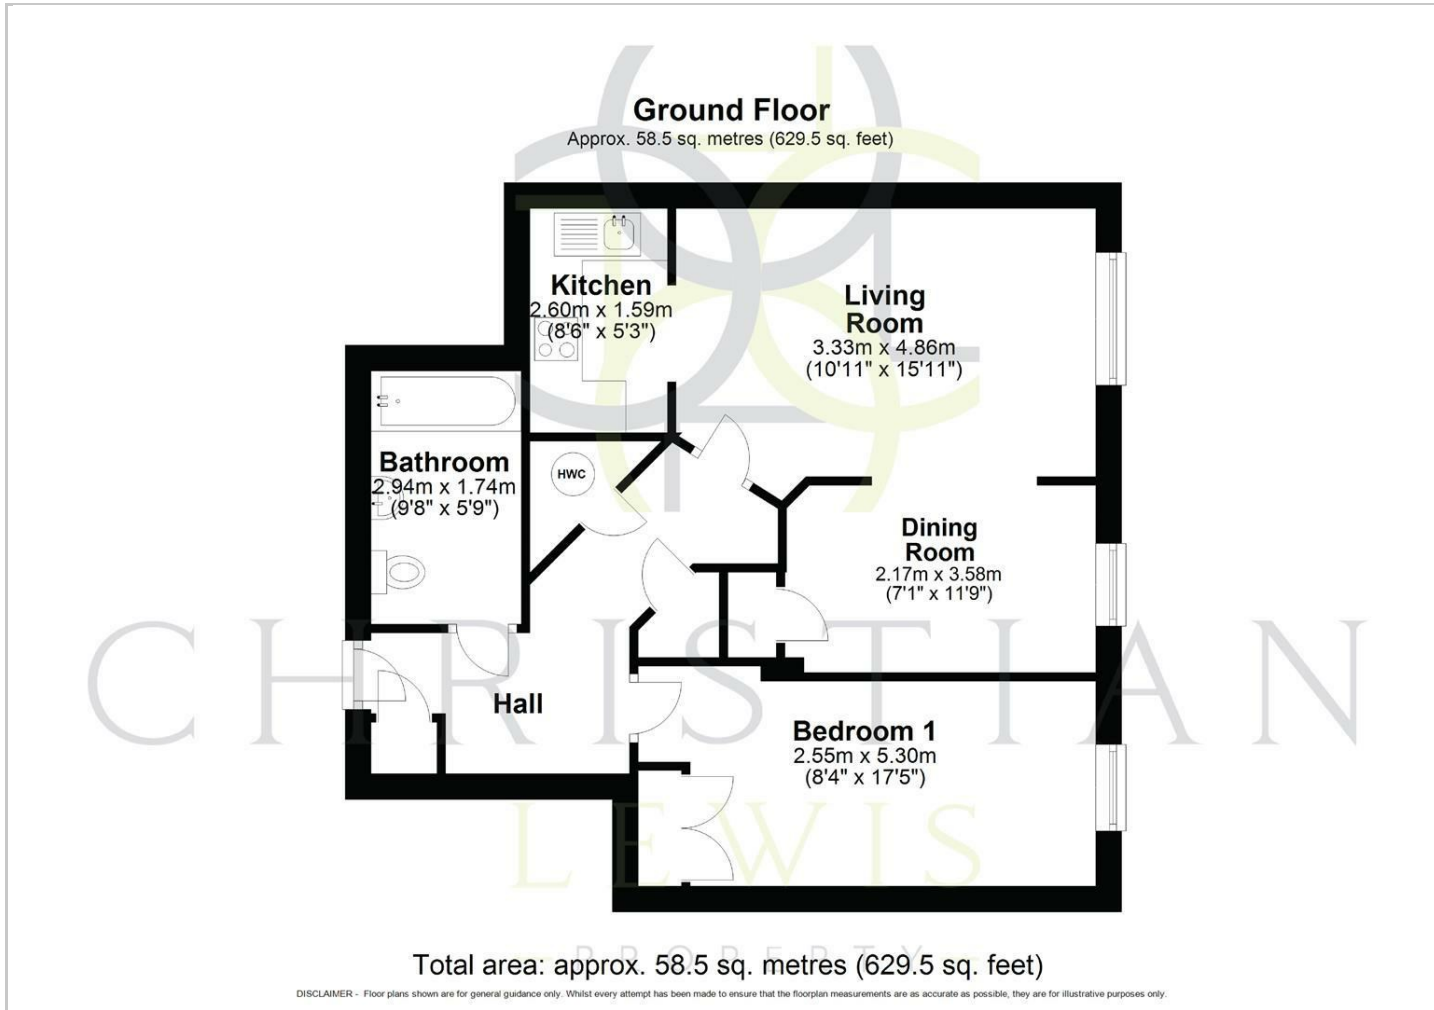 Ground Floor
Approx. 58.5 sq. metres (629.5 sq. feet)
Kitchen
2.60m x 1.59m
(8'6" x 5'3")
Living
Room
3.33m x 4.86m
(10'11" x 15'11")
Bathroom
2.94m x 1.74m
(9'8" x 5'9")
HWC
Dining
Room
2.17m x 3.58m
(7'1" x 11'9")
Hall
Bedroom 1
2.55m x 5.30m
(8'4" x 17'5")
CHRISTIAN
LEWIS
PROPERTY
Total area: approx. 58.5 sq. metres (629.5 sq. feet)
DISCLAIMER - Floor plans shown are for general guidance only. Whilst every attempt has been made to ensure that the floorplan measurements are as accurate as possible, they are for illustrative purposes only.